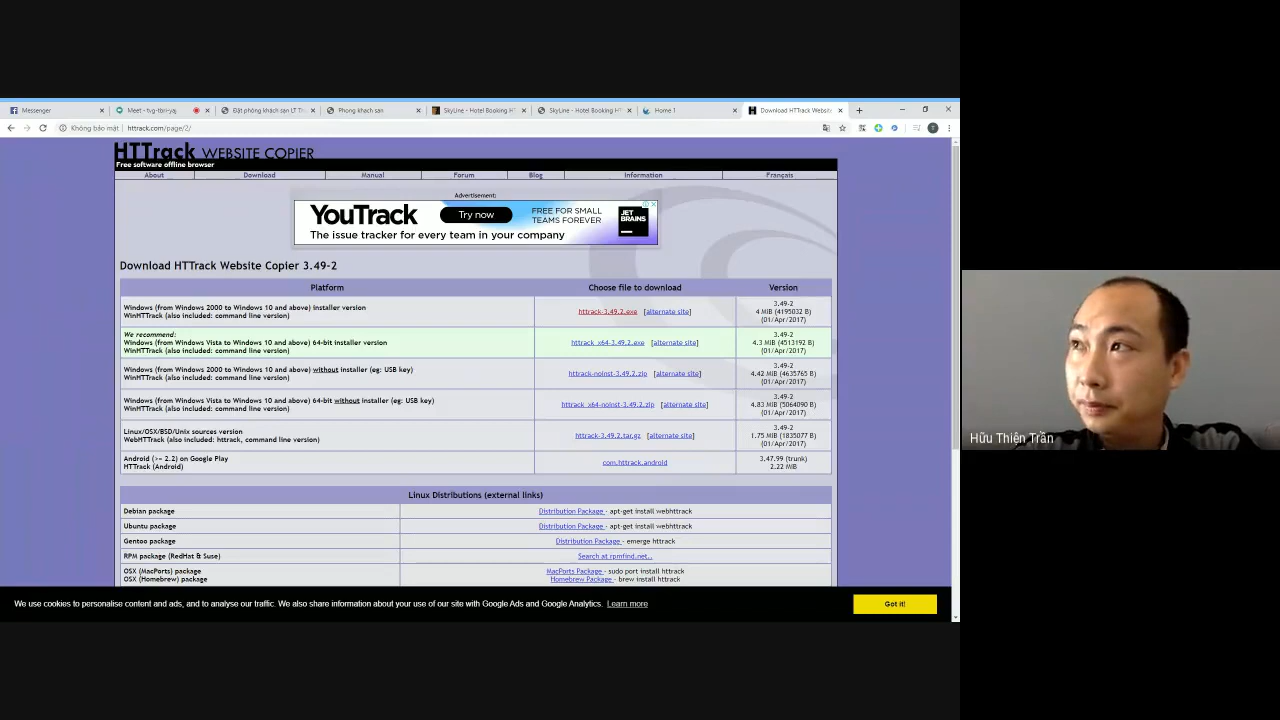 Messenger
Meet - tvg-tbri-yaj
Đặt phòng khách sạn LT Th
Phong khach san
SkyLine - Hotel Booking HT
SkyLine - Hotel Booking HT
Home 1
Download HTTrack Websit
Không bảo mật
httrack.com/page/2/
T
HTTrack WEBSITE COPIER
Free software offline browser
About Download Manual Forum Blog Information Français
Advertisement:
YouTrack
Try now
FREE FOR SMALL
TEAMS FOREVER
JET
BRAINS
The issue tracker for every team in your company
Download HTTrack Website Copier 3.49-2
Platform Choose file to download Version
Windows (from Windows 2000 to Windows 10 and above) installer version
WinHTTrack (also included: command line version)
httrack-3.49.2.exe [alternate site]
3.49-2
4 MiB (4195032 B)
(01/Apr/2017)
We recommend:
Windows (from Windows Vista to Windows 10 and above) 64-bit installer version
WinHTTrack (also included: command line version)
httrack_x64-3.49.2.exe [alternate site]
3.49-2
4.3 MiB (4513192 B)
(01/Apr/2017)
Windows (from Windows 2000 to Windows 10 and above) without installer (eg: USB key)
WinHTTrack (also included: command line version)
httrack-noinst-3.49.2.zip [alternate site]
3.49-2
4.42 MiB (4635765 B)
(01/Apr/2017)
Windows (from Windows Vista to Windows 10 and above) 64-bit without installer (eg: USB key)
WinHTTrack (also included: command line version)
httrack_x64-noinst-3.49.2.zip [alternate site]
3.49-2
4.83 MiB (5064090 B)
(01/Apr/2017)
Linux/OSX/BSD/Unix sources version
WebHTTrack (also included: httrack, command line version)
httrack-3.49.2.tar.gz [alternate site]
3.49-2
1.75 MiB (1835077 B)
(01/Apr/2017)
Android (>= 2.2) on Google Play
HTTrack (Android)
com.httrack.android
3.47.99 (trunk)
2.22 MiB
Linux Distributions (external links)
Debian package Distribution Package - apt-get install webhttrack
Ubuntu package Distribution Package - apt-get install webhttrack
Gentoo package Distribution Package - emerge httrack
RPM package (RedHat & Suse) Search at rpmfind.net..
OSX (MacPorts) package MacPorts Package - sudo port install httrack
OSX (Homebrew) package Homebrew Package - brew install httrack
We use cookies to personalise content and ads, and to analyse our traffic. We also share information about your use of our site with Google Ads and Google Analytics. Learn more
Got it!
Hữu Thiện Trần